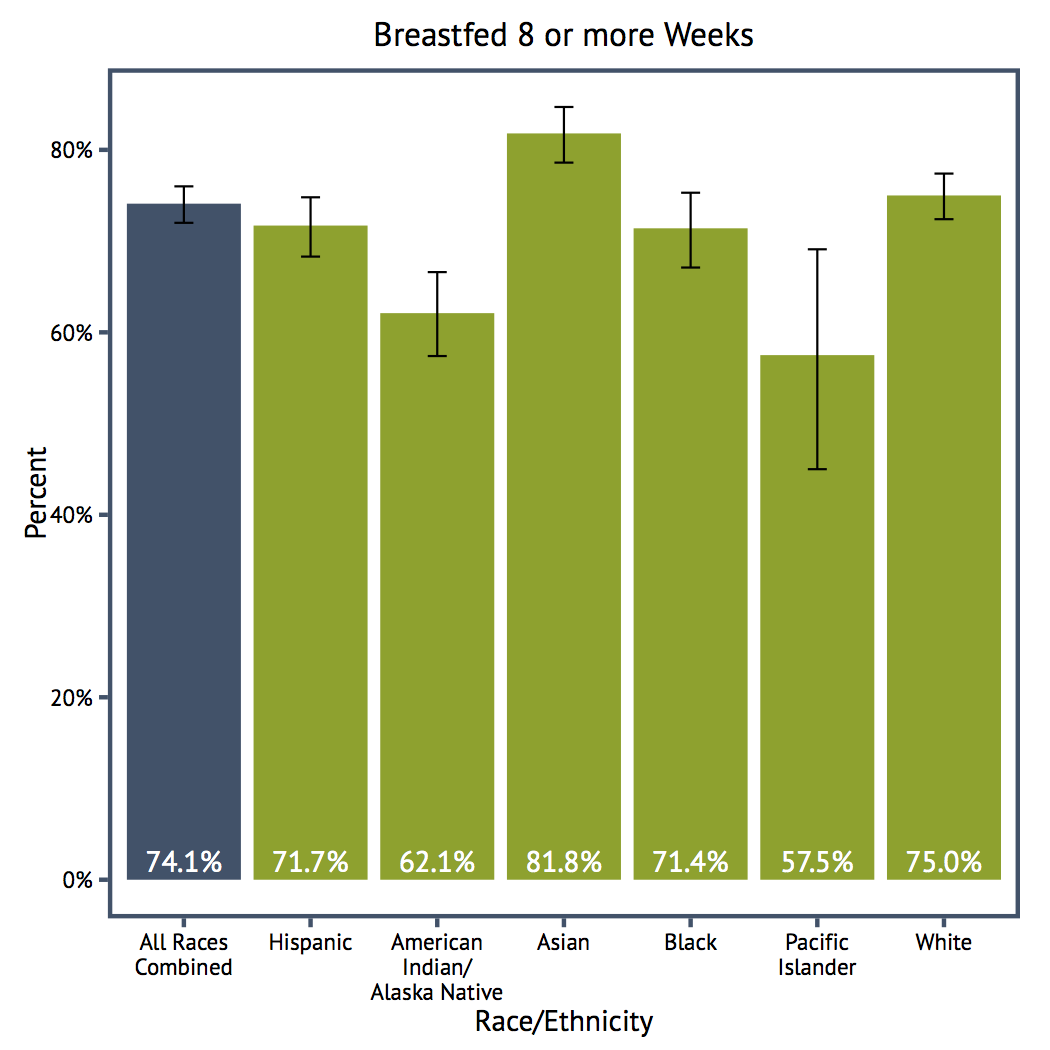 Breastfed 8 or more Weeks
Percent
80%
60%
40%
20%
0%
74.1% 71.7% 62.1% 81.8% 71.4% 57.5% 75.0%
All Races Hispanic American Asian Black Pacific White
Combined Indian/ Islander
Alaska Native
Race/Ethnicity